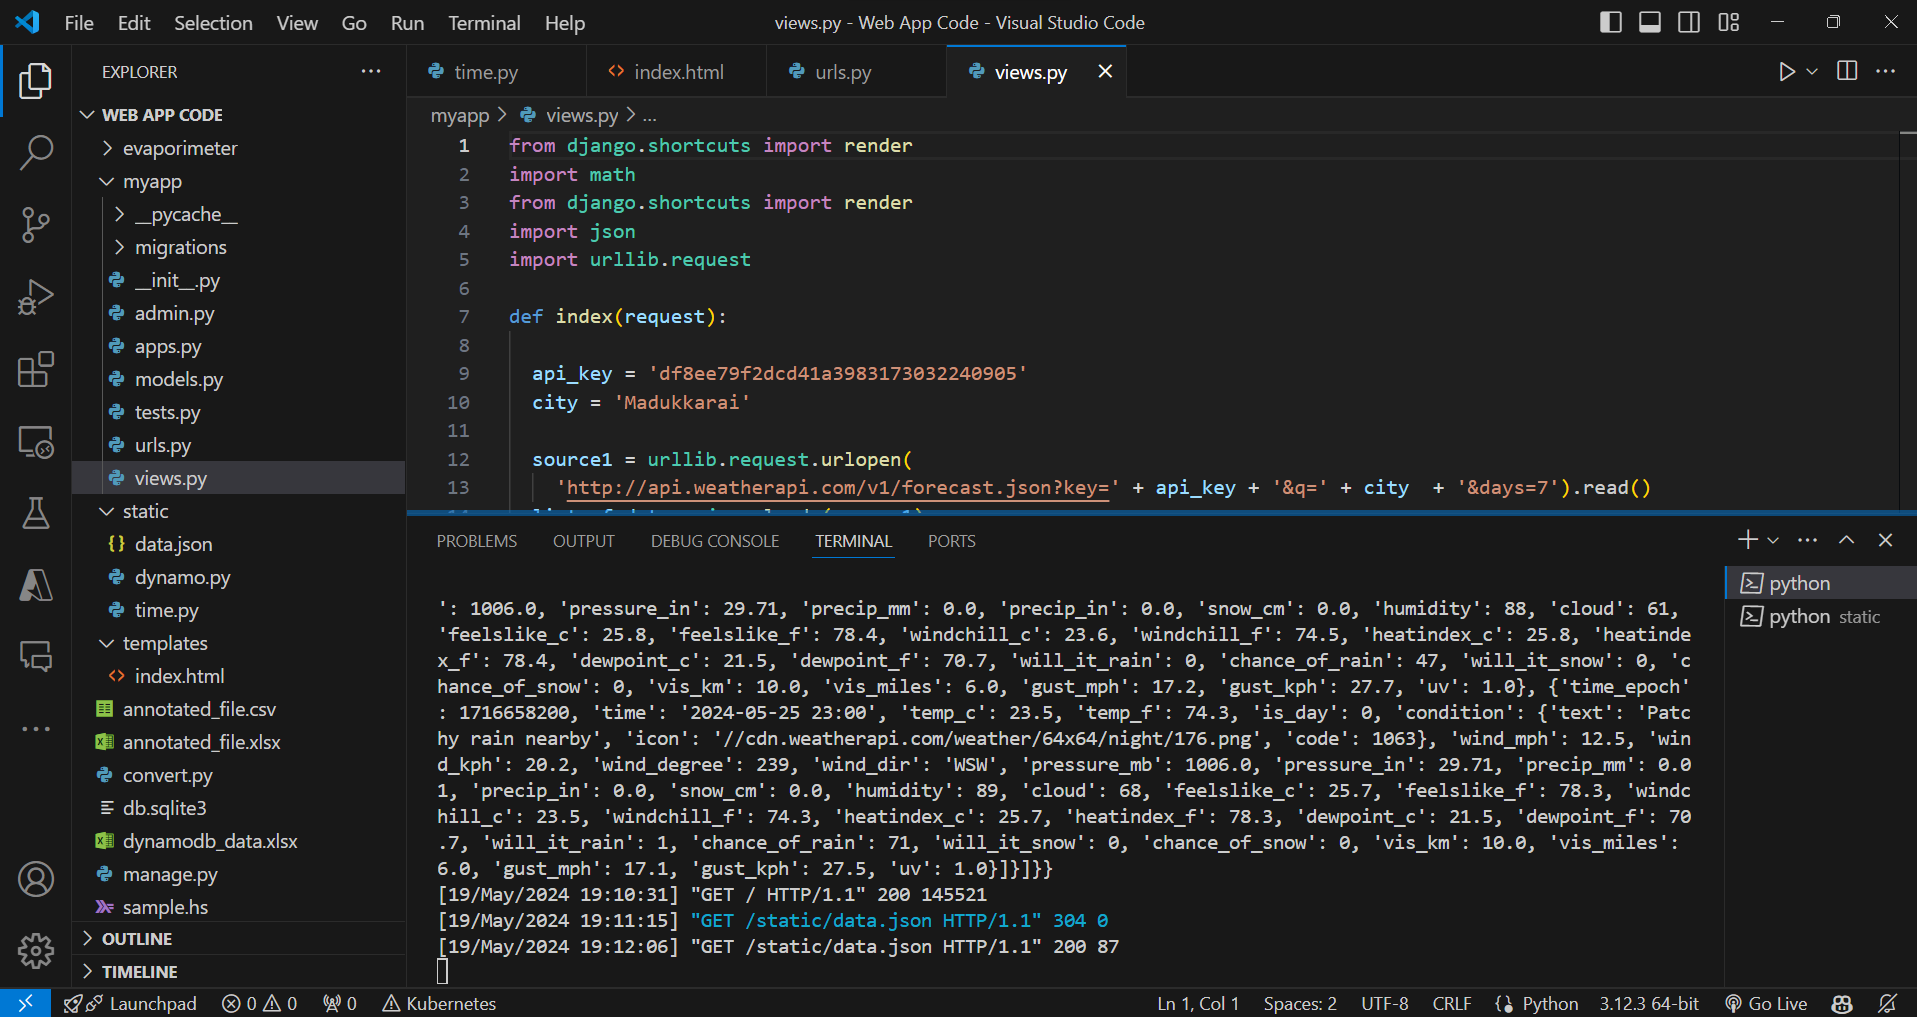 File Edit Selection View Go Run Terminal Help
views.py - Web App Code - Visual Studio Code
EXPLORER
WEB APP CODE
evaporimeter
myapp
__pycache__
migrations
__init__.py
admin.py
apps.py
models.py
tests.py
urls.py
views.py
static
data.json
dynamo.py
time.py
templates
index.html
annotated_file.csv
annotated_file.xlsx
convert.py
db.sqlite3
dynamodb_data.xlsx
manage.py
sample.hs
OUTLINE
TIMELINE
time.py index.html urls.py views.py
myapp > views.py > ...
1 from django.shortcuts import render
2 import math
3 from django.shortcuts import render
4 import json
5 import urllib.request
6
7 def index(request):
8
9 api_key = 'df8ee79f2dcd41a3983173032240905'
10 city = 'Madukkarai'
11
12 source1 = urllib.request.urlopen(
13 'http://api.weatherapi.com/v1/forecast.json?key=' + api_key + '&q=' + city + '&days=7').read()
PROBLEMS OUTPUT DEBUG CONSOLE TERMINAL PORTS
': 1006.0, 'pressure_in': 29.71, 'precip_mm': 0.0, 'precip_in': 0.0, 'snow_cm': 0.0, 'humidity': 88, 'cloud': 61,
'feelslike_c': 25.8, 'feelslike_f': 78.4, 'windchill_c': 23.6, 'windchill_f': 74.5, 'heatindex_c': 25.8, 'heatinde
x_f': 78.4, 'dewpoint_c': 21.5, 'dewpoint_f': 70.7, 'will_it_rain': 0, 'chance_of_rain': 47, 'will_it_snow': 0, 'c
hance_of_snow': 0, 'vis_km': 10.0, 'vis_miles': 6.0, 'gust_mph': 17.2, 'gust_kph': 27.7, 'uv': 1.0}, {'time_epoch'
: 1716658200, 'time': '2024-05-25 23:00', 'temp_c': 23.5, 'temp_f': 74.3, 'is_day': 0, 'condition': {'text': 'Patc
hy rain nearby', 'icon': '//cdn.weatherapi.com/weather/64x64/night/176.png', 'code': 1063}, 'wind_mph': 12.5, 'win
d_kph': 20.2, 'wind_degree': 239, 'wind_dir': 'WSW', 'pressure_mb': 1006.0, 'pressure_in': 29.71, 'precip_mm': 0.0
1, 'precip_in': 0.0, 'snow_cm': 0.0, 'humidity': 89, 'cloud': 68, 'feelslike_c': 25.7, 'feelslike_f': 78.3, 'windc
hill_c': 23.5, 'windchill_f': 74.3, 'heatindex_c': 25.7, 'heatindex_f': 78.3, 'dewpoint_c': 21.5, 'dewpoint_f': 70
.7, 'will_it_rain': 1, 'chance_of_rain': 71, 'will_it_snow': 0, 'chance_of_snow': 0, 'vis_km': 10.0, 'vis_miles':
6.0, 'gust_mph': 17.1, 'gust_kph': 27.5, 'uv': 1.0}]}]}}
[19/May/2024 19:10:31] "GET / HTTP/1.1" 200 145521
[19/May/2024 19:11:15] "GET /static/data.json HTTP/1.1" 304 0
[19/May/2024 19:12:06] "GET /static/data.json HTTP/1.1" 200 87
python
python static
Launchpad 0 0 0 Kubernetes
Ln 1, Col 1 Spaces: 2 UTF-8 CRLF Python 3.12.3 64-bit Go Live